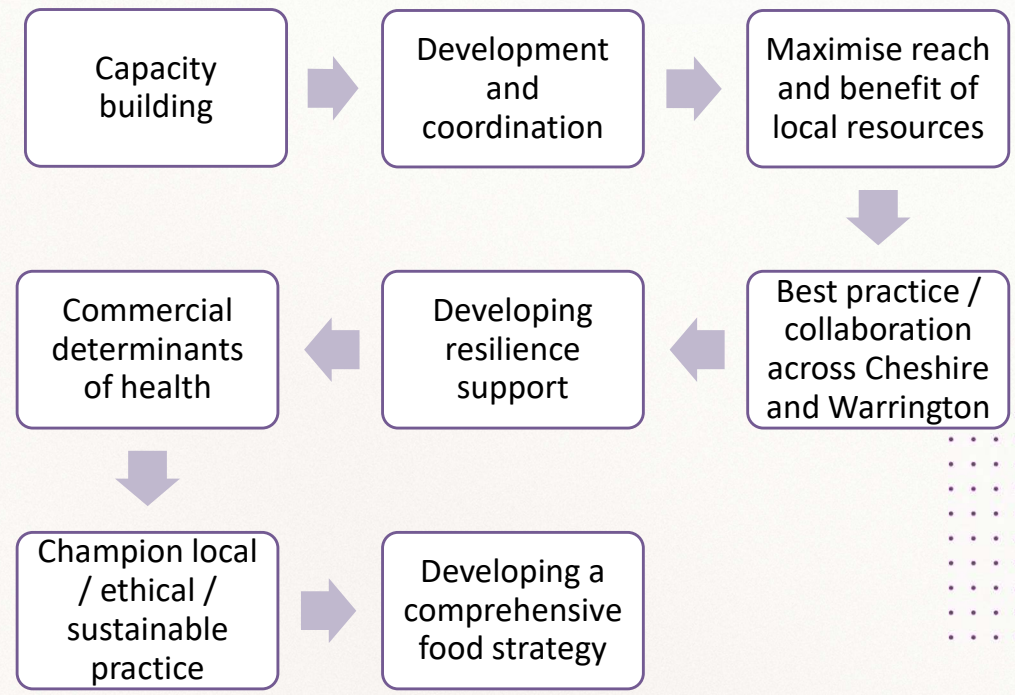 Capacity
building
Development
and
coordination
Maximise reach
and benefit of
local resources
Best practice /
collaboration
across Cheshire
and Warrington
Developing
resilience
support
Commercial
determinants
of health
Champion local
/ ethical /
sustainable
practice
Developing a
comprehensive
food strategy